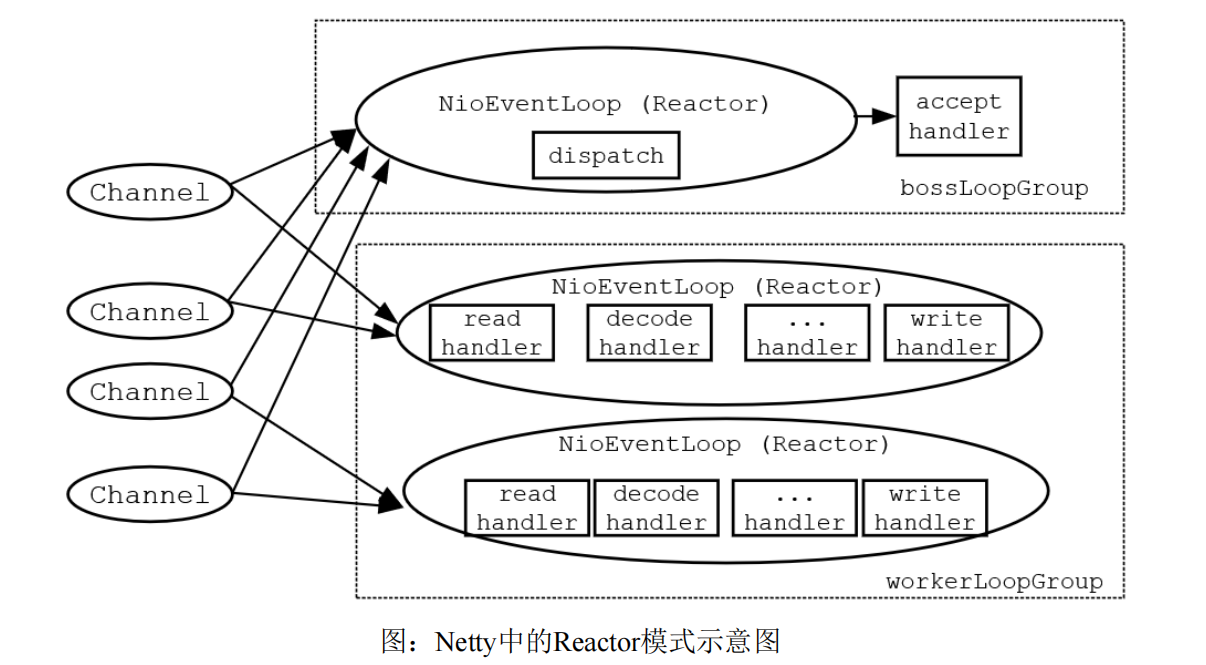 NioEventLoop (Reactor)
dispatch
accept
handler
bossLoopGroup
Channel
Channel
Channel
Channel
NioEventLoop (Reactor)
read
handler
decode
handler
...
handler
write
handler
NioEventLoop (Reactor)
read
handler
decode
handler
...
handler
write
handler
workerLoopGroup
图：Netty中的Reactor模式示意图